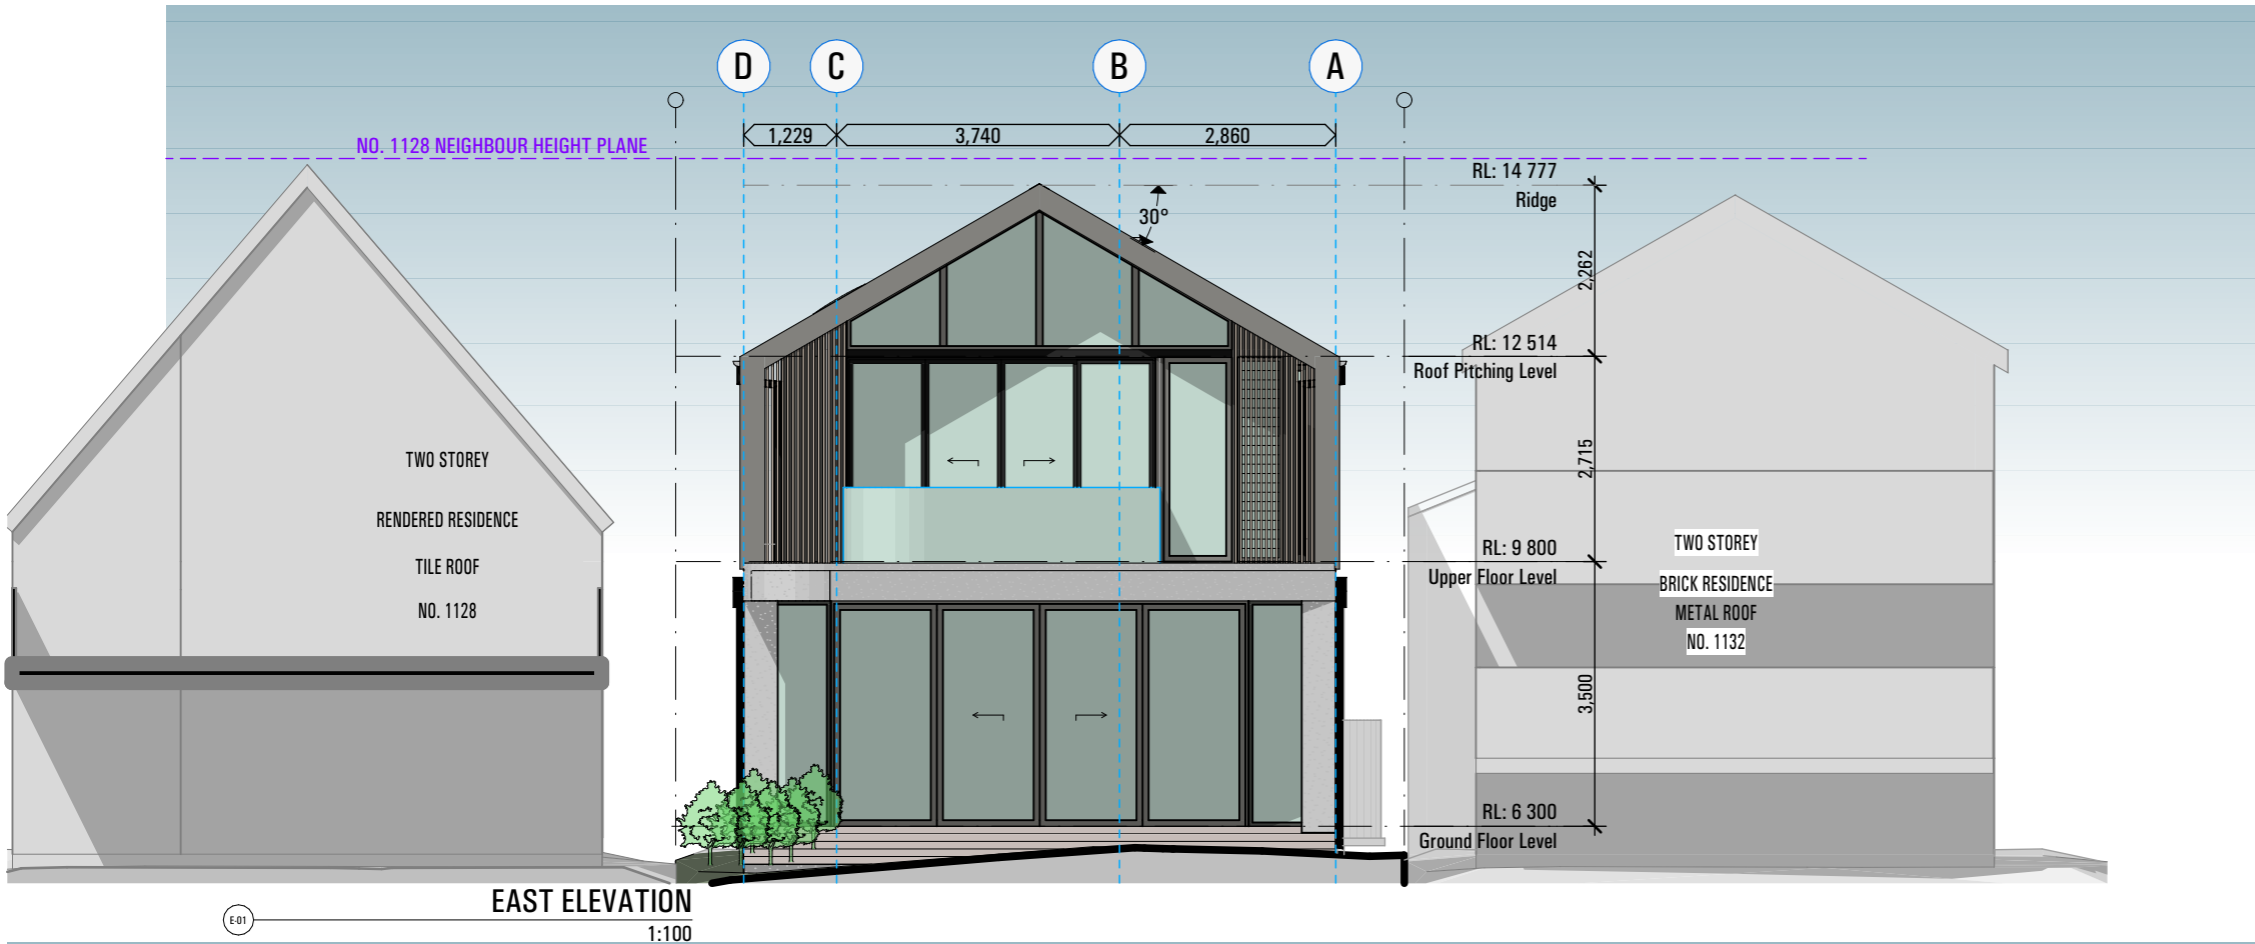 D C B A
1,229 3,740 2,860
NO. 1128 NEIGHBOUR HEIGHT PLANE
RL: 14 777
Ridge
30°
2,262
RL: 12 514
Roof Pitching Level
2,715
TWO STOREY
RENDERED RESIDENCE
TILE ROOF
NO. 1128
RL: 9 800
Upper Floor Level
TWO STOREY
BRICK RESIDENCE
METAL ROOF
NO. 1132
3,500
RL: 6 300
Ground Floor Level
EAST ELEVATION
E-01
1:100